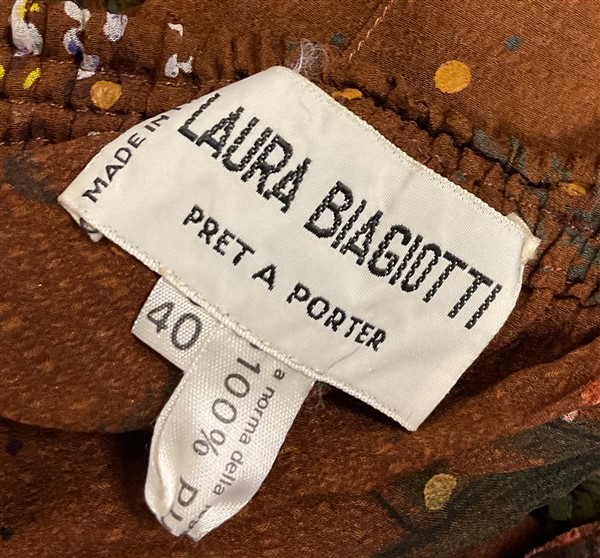 MADE IN
LAURA BIAGIOTTI
PRET A PORTER
40
a norma della
100%